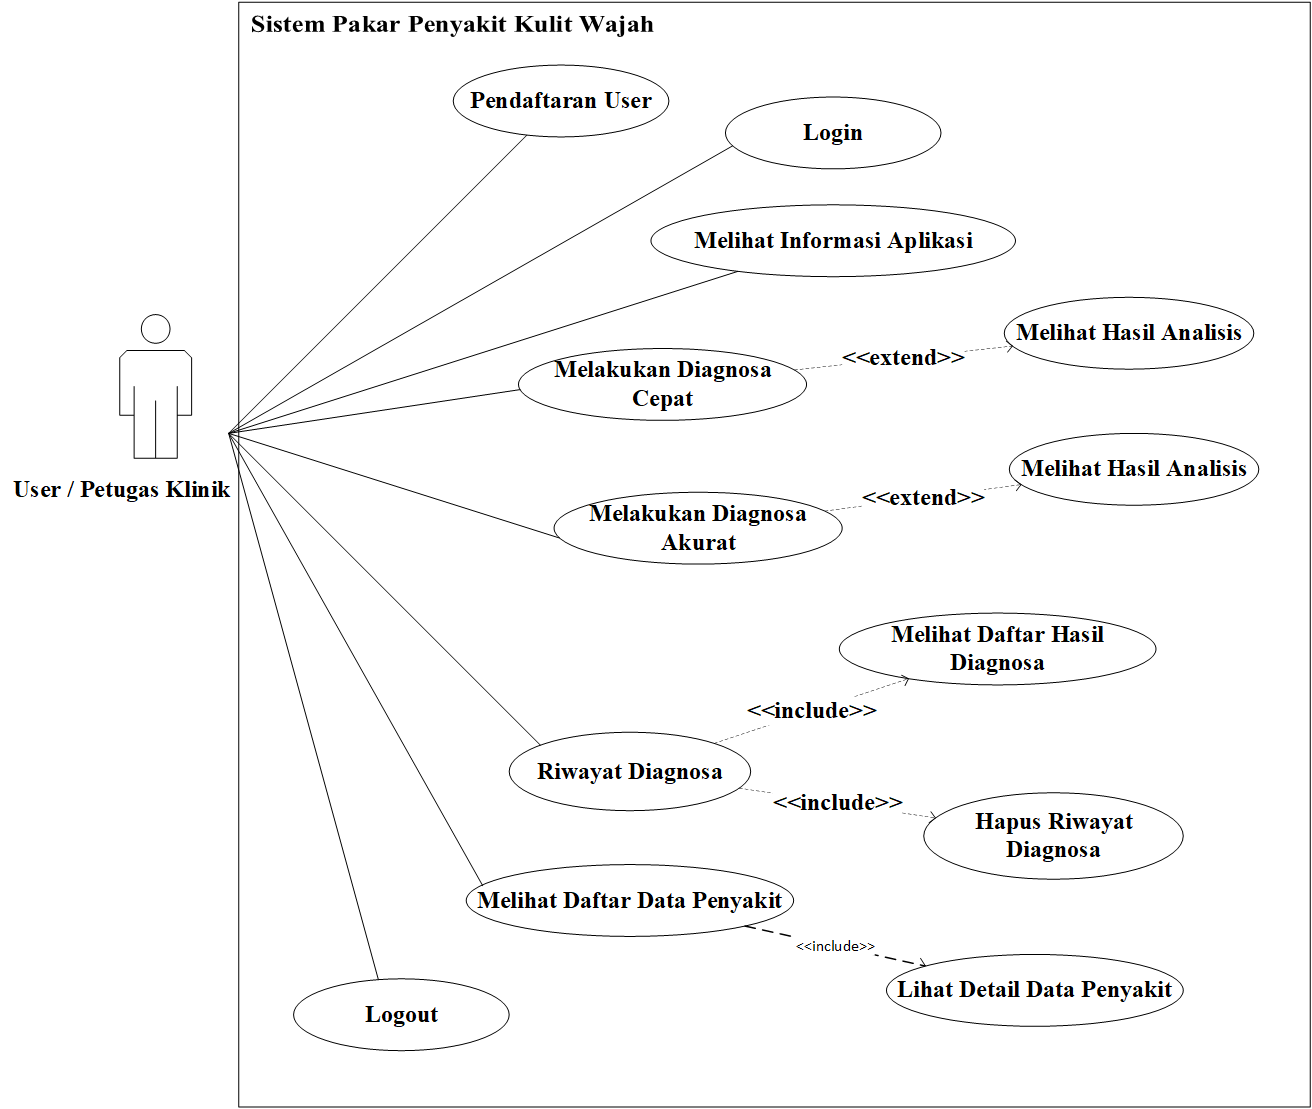 Sistem Pakar Penyakit Kulit Wajah
Pendaftaran User
Login
Melihat Informasi Aplikasi
Melihat Hasil Analisis
<<extend>>
Melakukan Diagnosa
Cepat
Melihat Hasil Analisis
User / Petugas Klinik
<<extend>>
Melakukan Diagnosa
Akurat
Melihat Daftar Hasil
Diagnosa
<<include>>
Riwayat Diagnosa
<<include>>
Hapus Riwayat
Diagnosa
Melihat Daftar Data Penyakit
<<include>>
Lihat Detail Data Penyakit
Logout